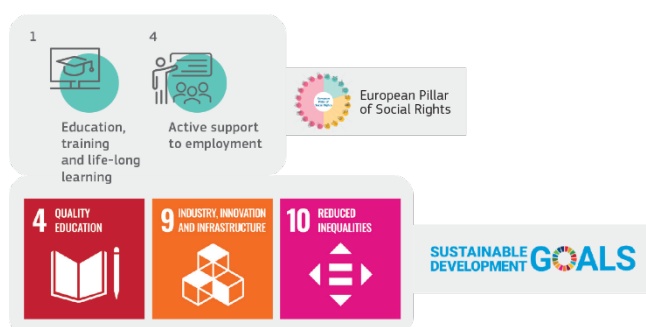 1
4
Education,
training
and life-long
learning
Active support
to employment
European Pillar
of Social Rights
4 QUALITY
EDUCATION
9 INDUSTRY, INNOVATION
AND INFRASTRUCTURE
10 REDUCED
INEQUALITIES
SUSTAINABLE
DEVELOPMENT
GOALS